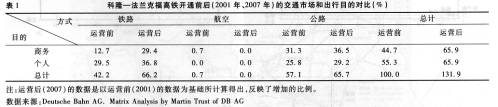 表1 科隆—法兰克福高铁开通前后(2001年、2007年)的交通市场和出行目的对比(%)
方式 铁路 航空 公路 总计
目的 运营前 运营后 运营前 运营后 运营前 运营后 运营前 运营后
商务 12.7 29.4 0.7 0.0 31.3 36.5 44.7 65.9
个人 29.5 36.8 0.0 0.0 25.8 29.2 55.3 65.9
总计 42.2 66.2 0.7 0.0 57.1 65.7 100.0 131.9
注:运营后(2007)的数据是以运营前(2001)的数据为基础所计算得出,反映了增加的比例。
数据来源:Deutsche Bahn AG. Matrix Analysis by Martin Trust of DB AG